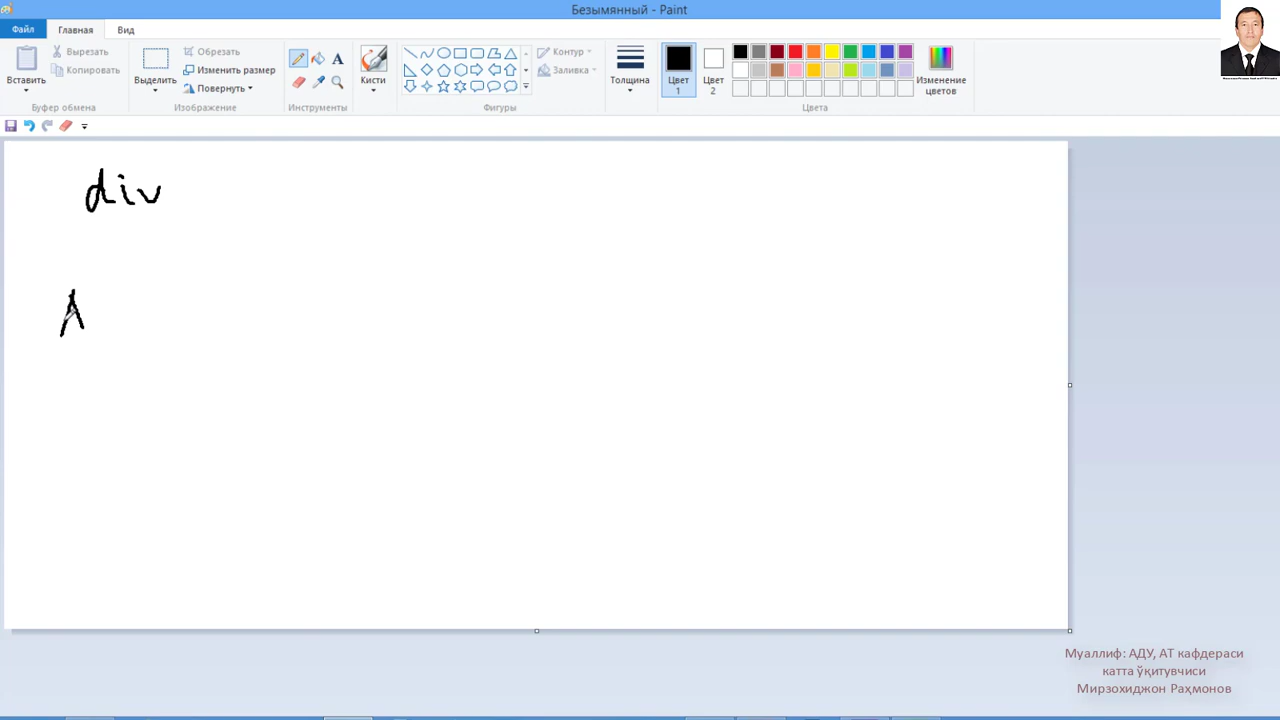 Безымянный - Paint
Файл Главная Вид
Вставить
Вырезать
Копировать
Буфер обмена
Выделить
Обрезать
Изменить размер
Повернуть
Изображение
A
Инструменты
Кисти
Контур
Заливка
Фигуры
Толщина
Цвет 1
Цвет 2
Изменение цветов
Цвета
div
A
Муаллиф: АДУ, АТ кафдераси
катта ўқитувчиси
Мирзохиджон Раҳмонов